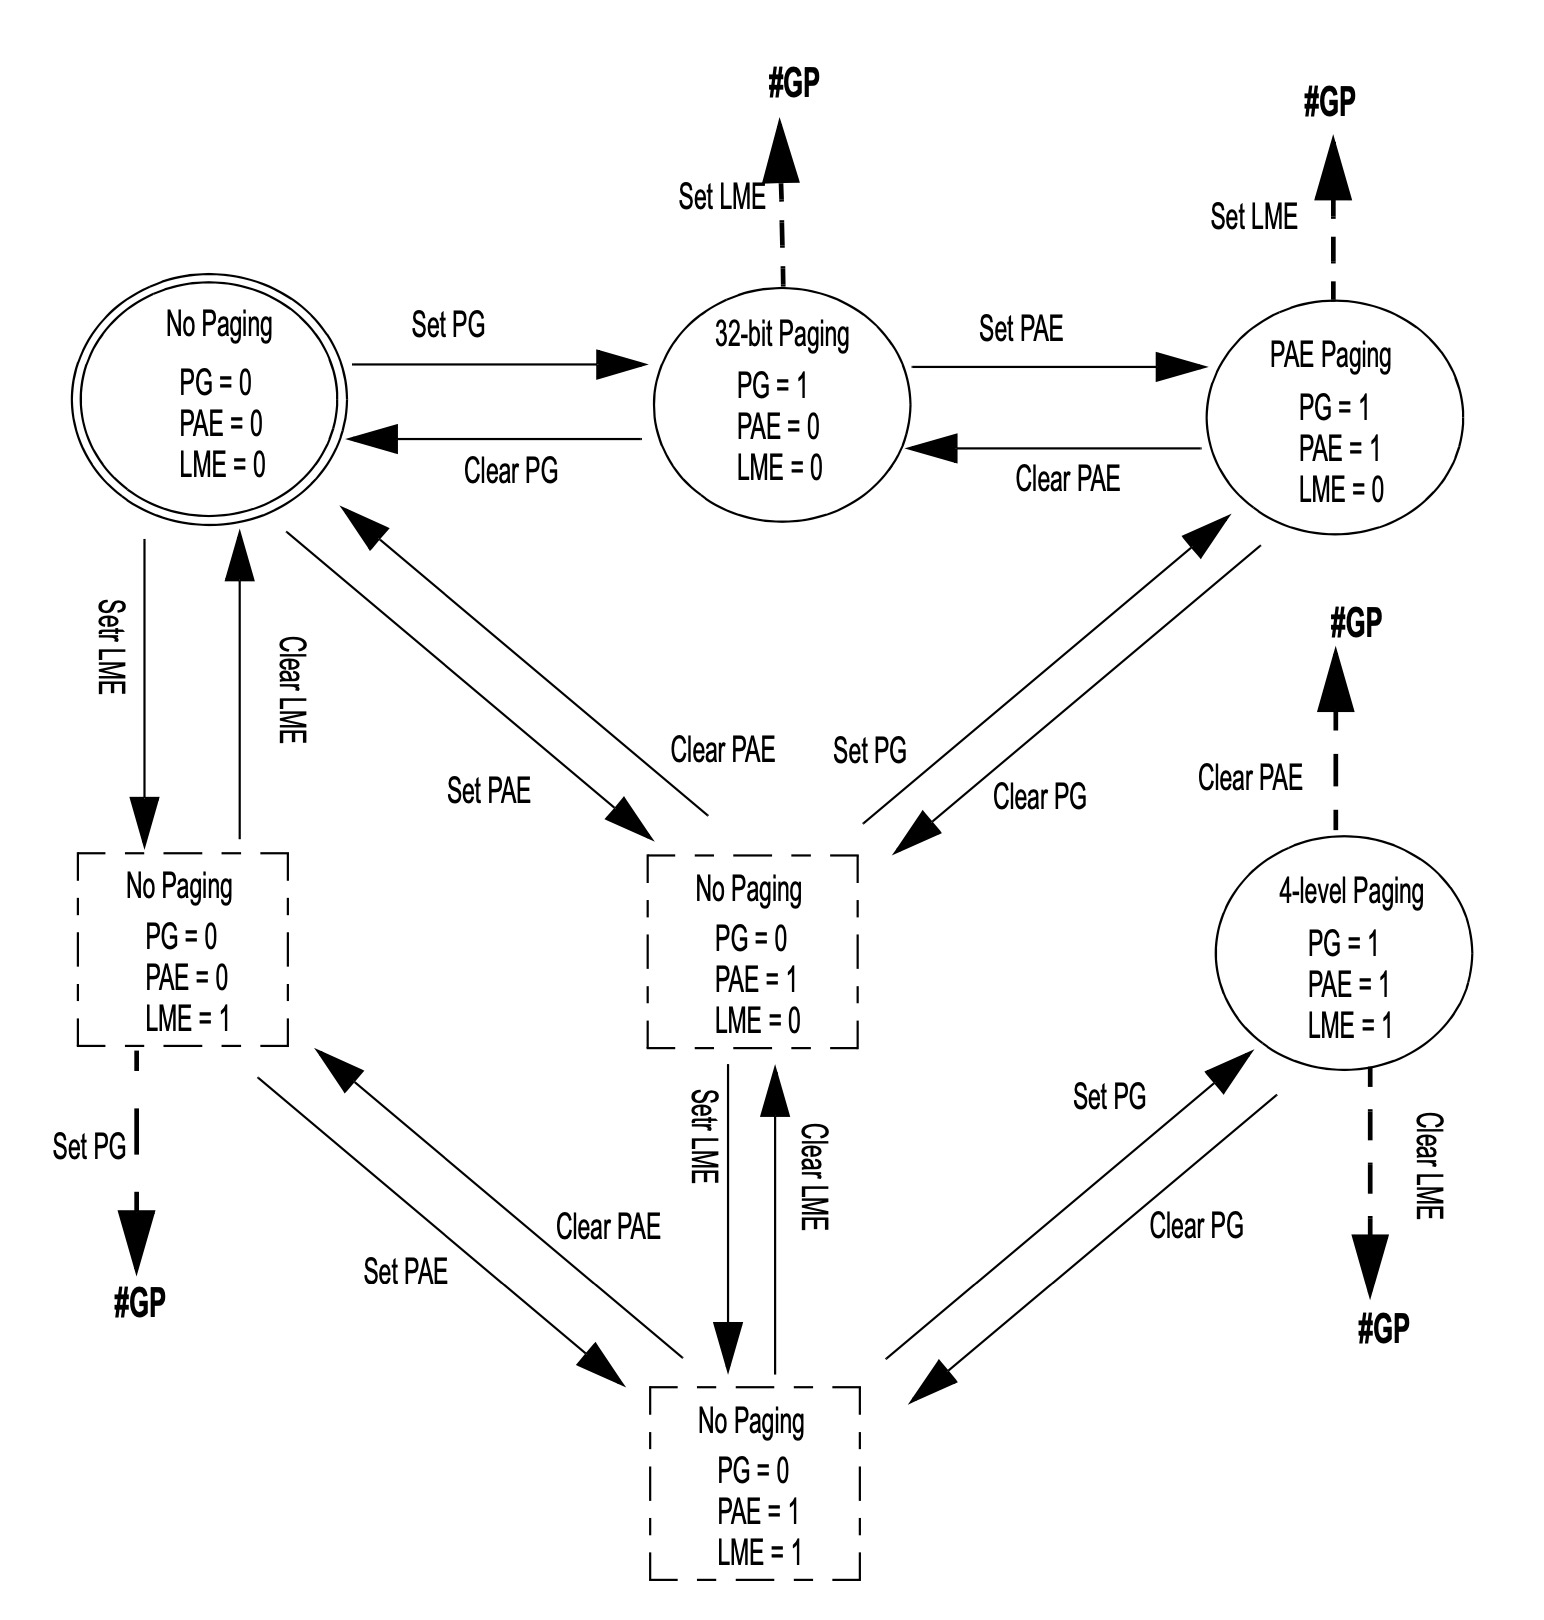 #GP
#GP
Set LME
Set LME
No Paging
PG = 0
PAE = 0
LME = 0
Set PG
32-bit Paging
PG = 1
PAE = 0
LME = 0
Set PAE
PAE Paging
PG = 1
PAE = 1
LME = 0
Clear PG
Clear PAE
Setr LME
Clear LME
Set PAE
Clear PAE
Set PG
Clear PG
#GP
Clear PAE
No Paging
PG = 0
PAE = 0
LME = 1
No Paging
PG = 0
PAE = 1
LME = 0
4-level Paging
PG = 1
PAE = 1
LME = 1
Set PG
#GP
Set PAE
Clear PAE
Setr LME
Clear LME
Set PG
Clear PG
Clear LME
#GP
No Paging
PG = 0
PAE = 1
LME = 1